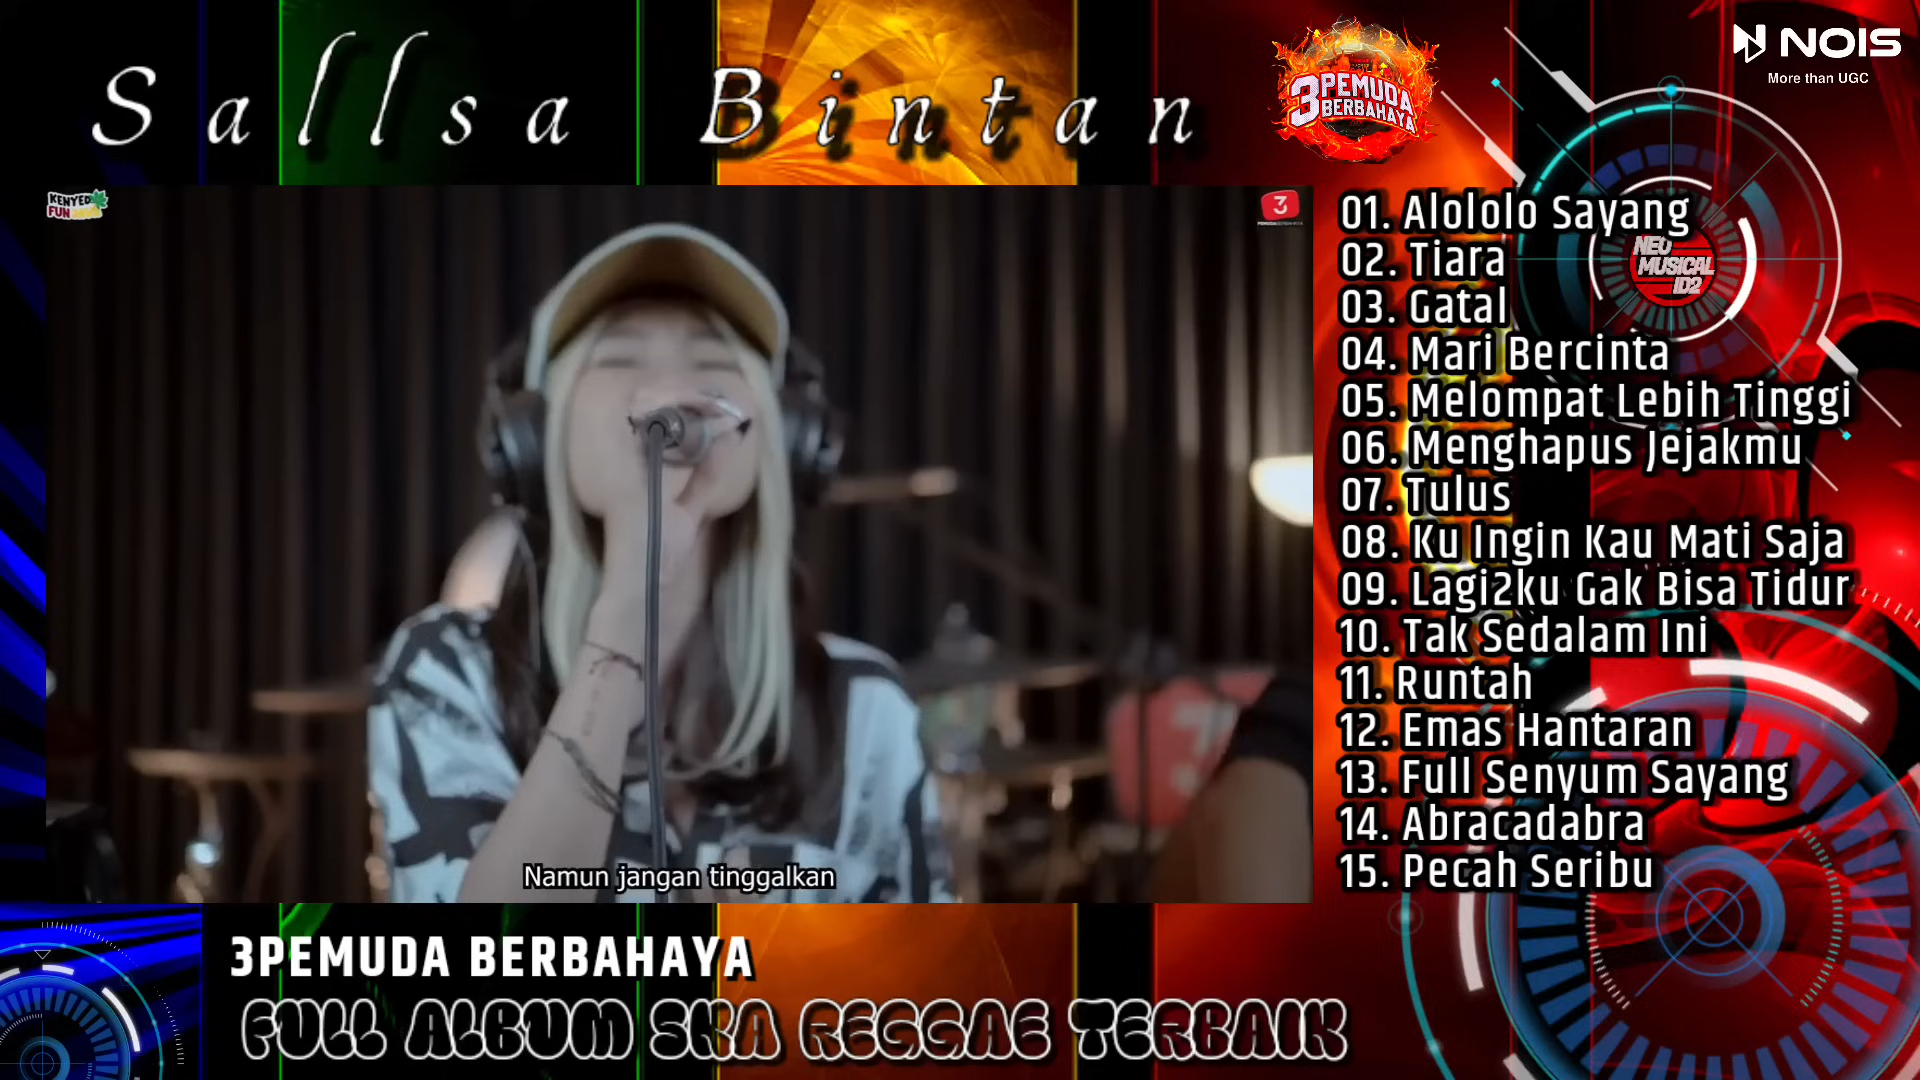 Sallsa Bintan
3PEMUDA
BERBAHAYA
NOIS
More than UGC
KENYED
FUN
3
01. Alololo Sayang
02. Tiara
03. Gatal
04. Mari Bercinta
05. Melompat Lebih Tinggi
06. Menghapus Jejakmu
07. Tulus
08. Ku Ingin Kau Mati Saja
09. Lagi2ku Gak Bisa Tidur
10. Tak Sedalam Ini
11. Runtah
12. Emas Hantaran
13. Full Senyum Sayang
14. Abracadabra
15. Pecah Seribu
NEO
MUSICAL
ID2
Namun jangan tinggalkan
3PEMUDA BERBAHAYA
FULL ALBUM SKA REGGAE TERBAIK